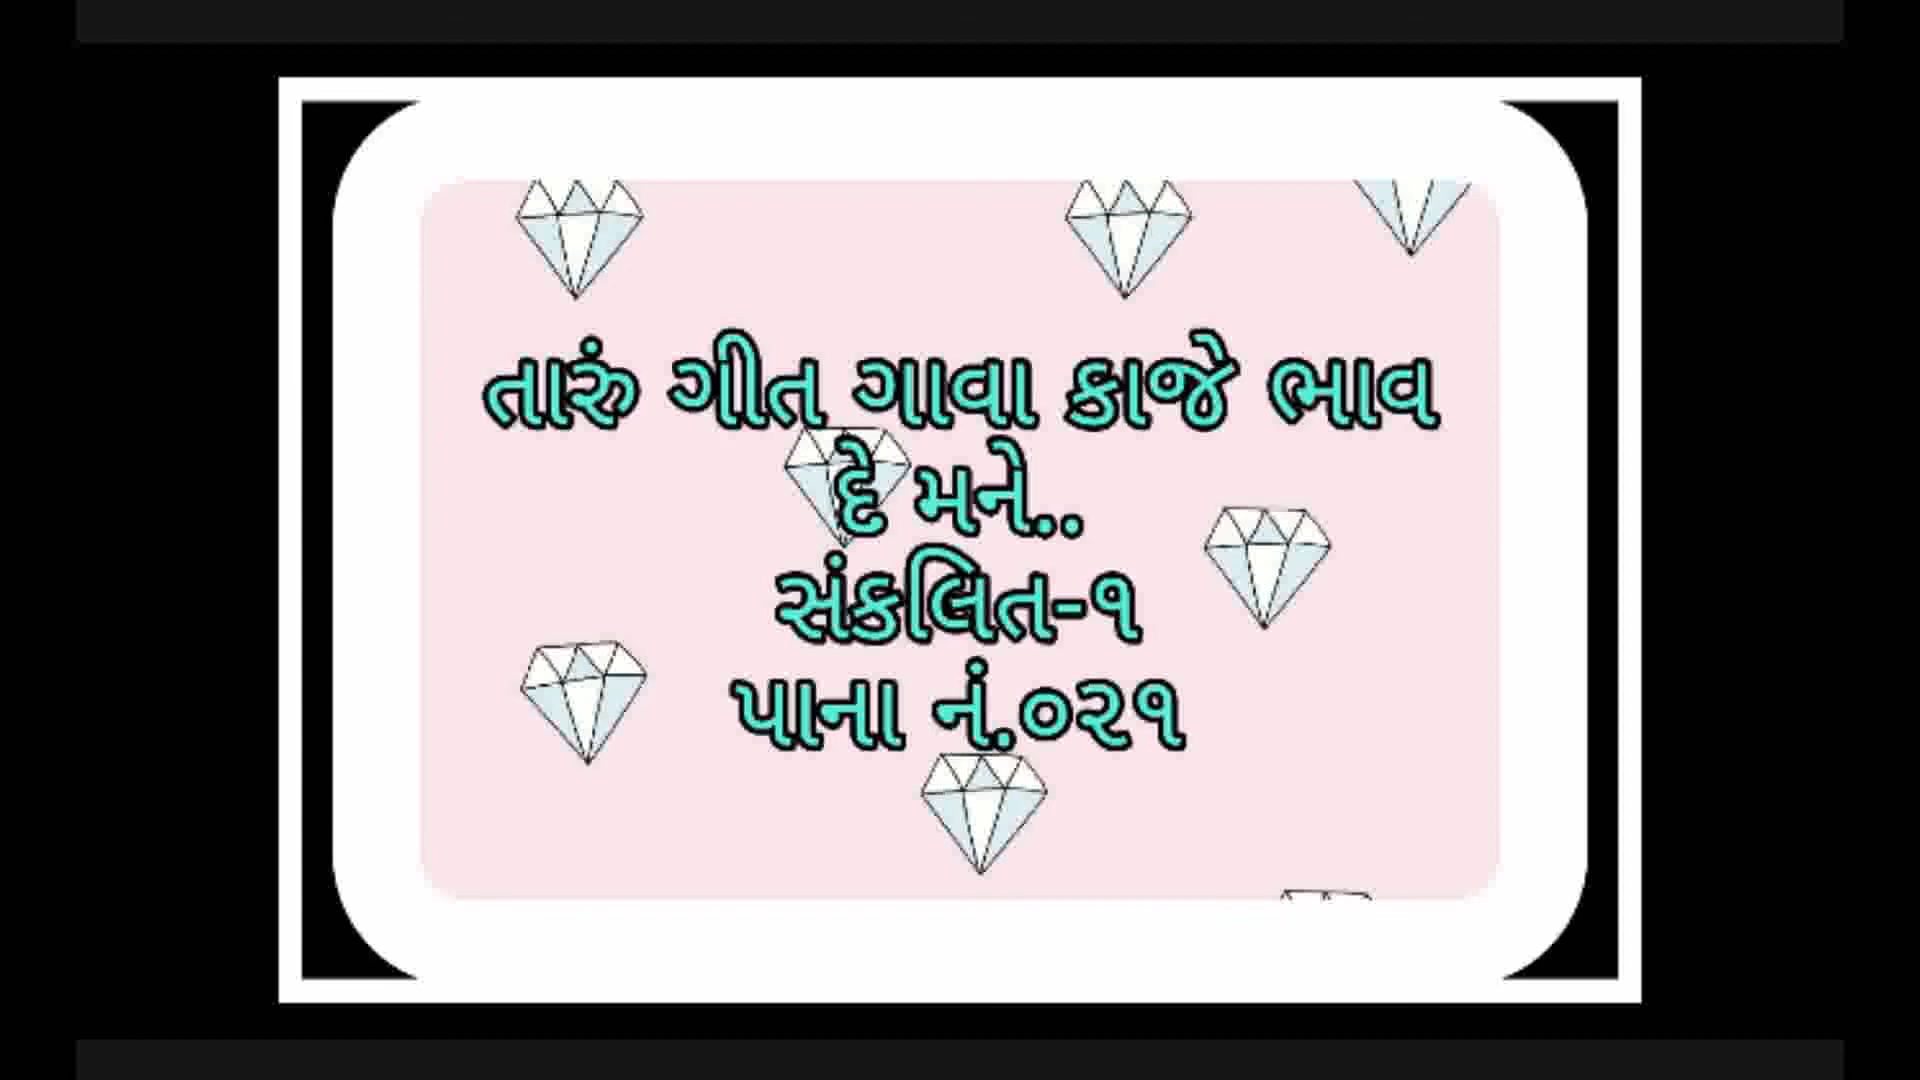 તારું ગીત ગાવા કાજે ભાવ
દે મને..
સંકલિત-૧
પાના નં.૦૨૧